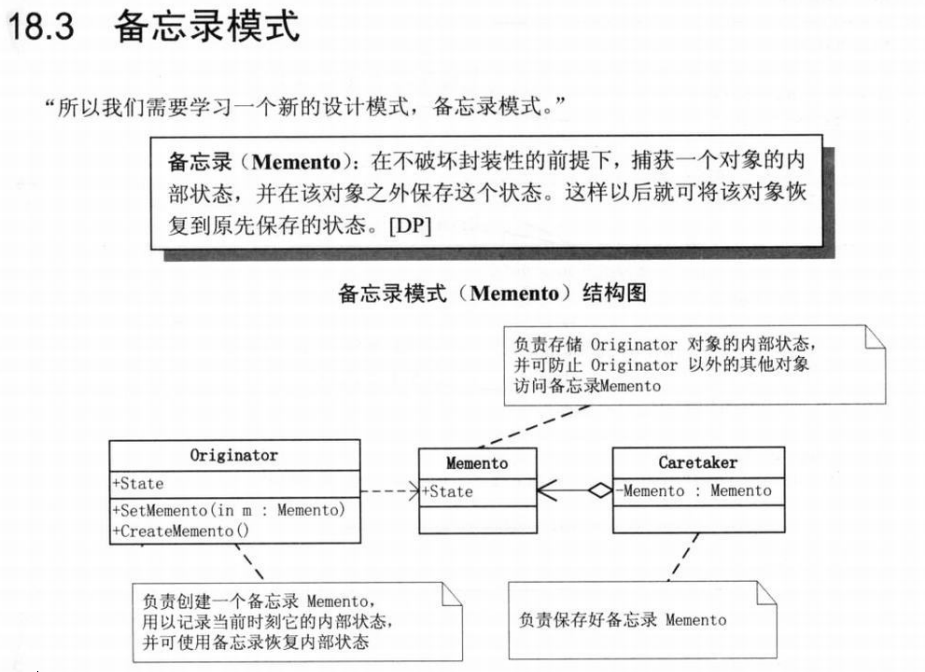 18.3 备忘录模式
“所以我们需要学习一个新的设计模式，备忘录模式。”
备忘录（Memento）：在不破坏封装性的前提下，捕获一个对象的内
部状态，并在该对象之外保存这个状态。这样以后就可将该对象恢
复到原先保存的状态。[DP]
备忘录模式（Memento）结构图
负责存储 Originator 对象的内部状态，
并可防止 Originator 以外的其他对象
访问备忘录Memento
Originator
+State
+SetMemento(in m : Memento)
+CreateMemento()
Memento
+State
Caretaker
-Memento : Memento
负责创建一个备忘录 Memento，
用以记录当前时刻它的内部状态，
并可使用备忘录恢复内部状态
负责保存好备忘录 Memento